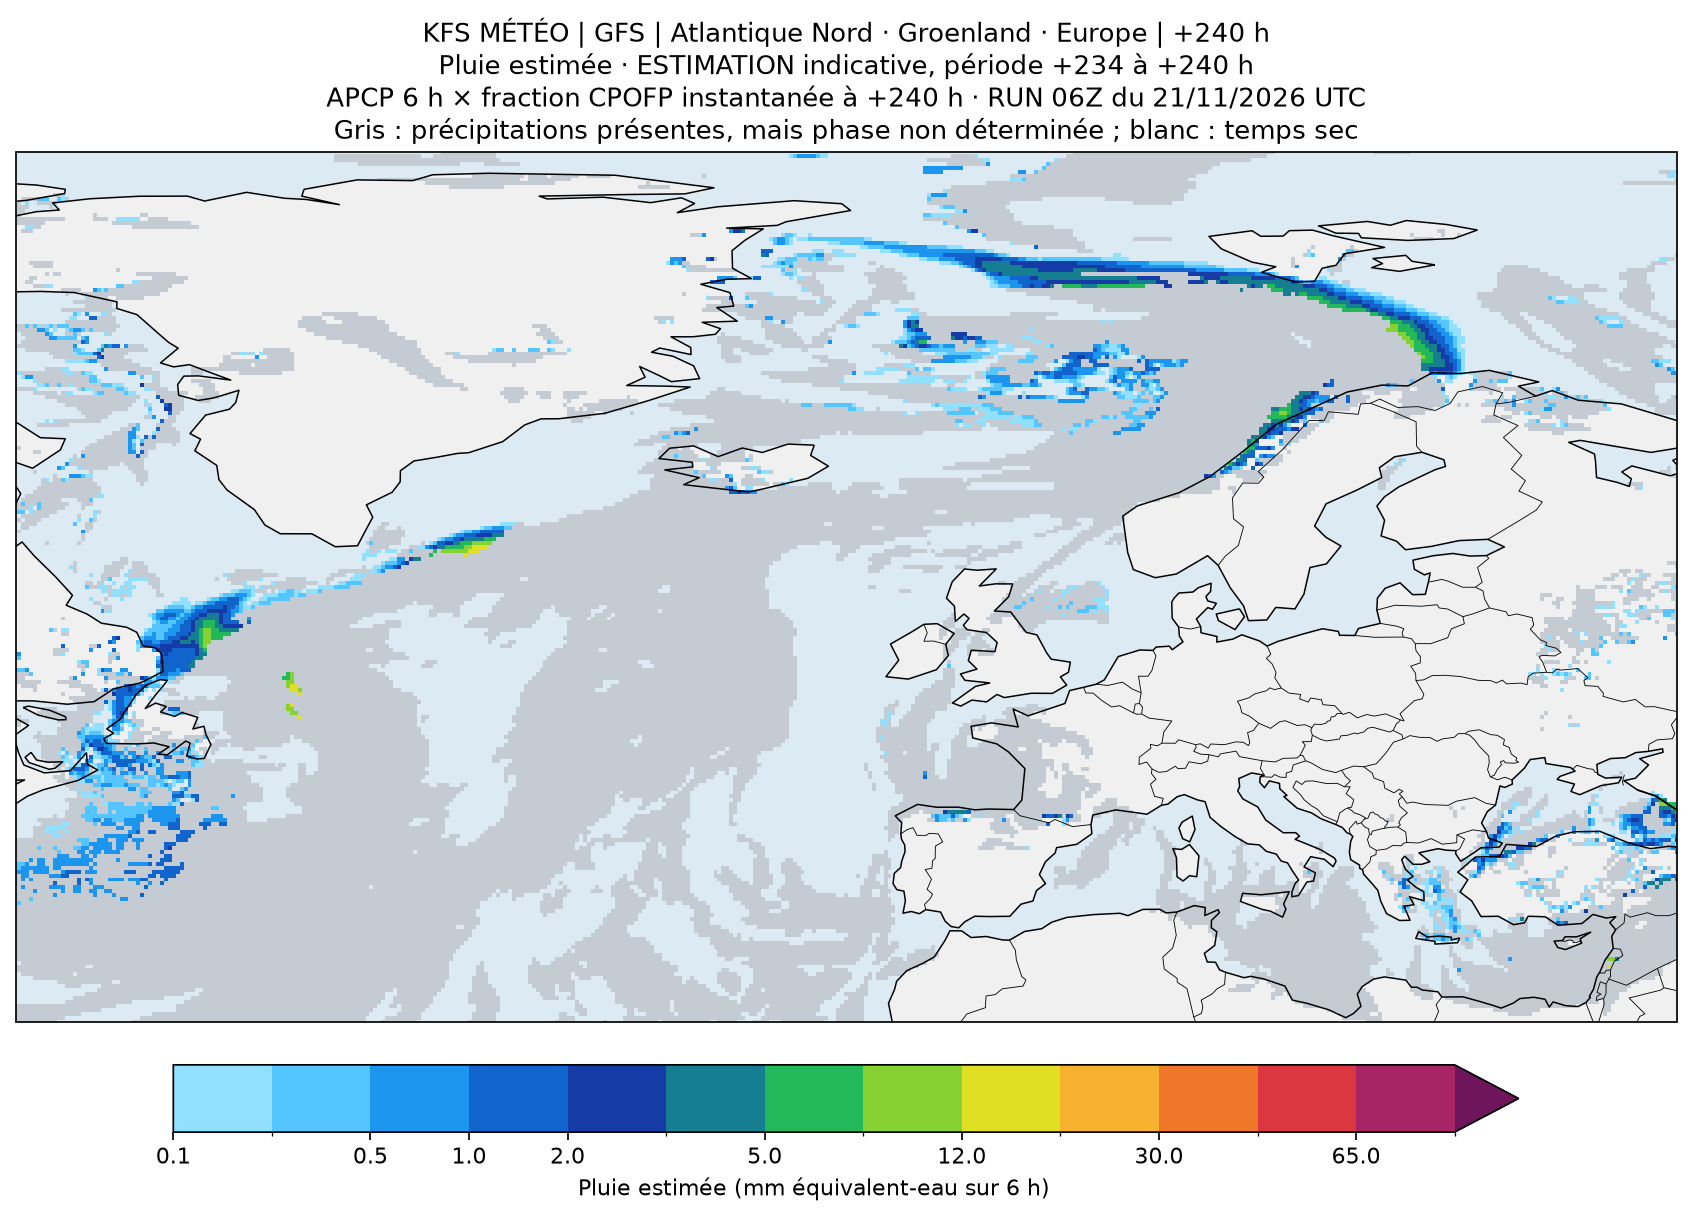 KFS MÉTÉO | GFS | Atlantique Nord · Groenland · Europe | +240 h
Pluie estimée · ESTIMATION indicative, période +234 à +240 h
APCP 6 h × fraction CPOFP instantanée à +240 h · RUN 06Z du 21/11/2026 UTC
Gris : précipitations présentes, mais phase non déterminée ; blanc : temps sec
0.1 0.5 1.0 2.0 5.0 12.0 30.0 65.0
Pluie estimée (mm équivalent-eau sur 6 h)